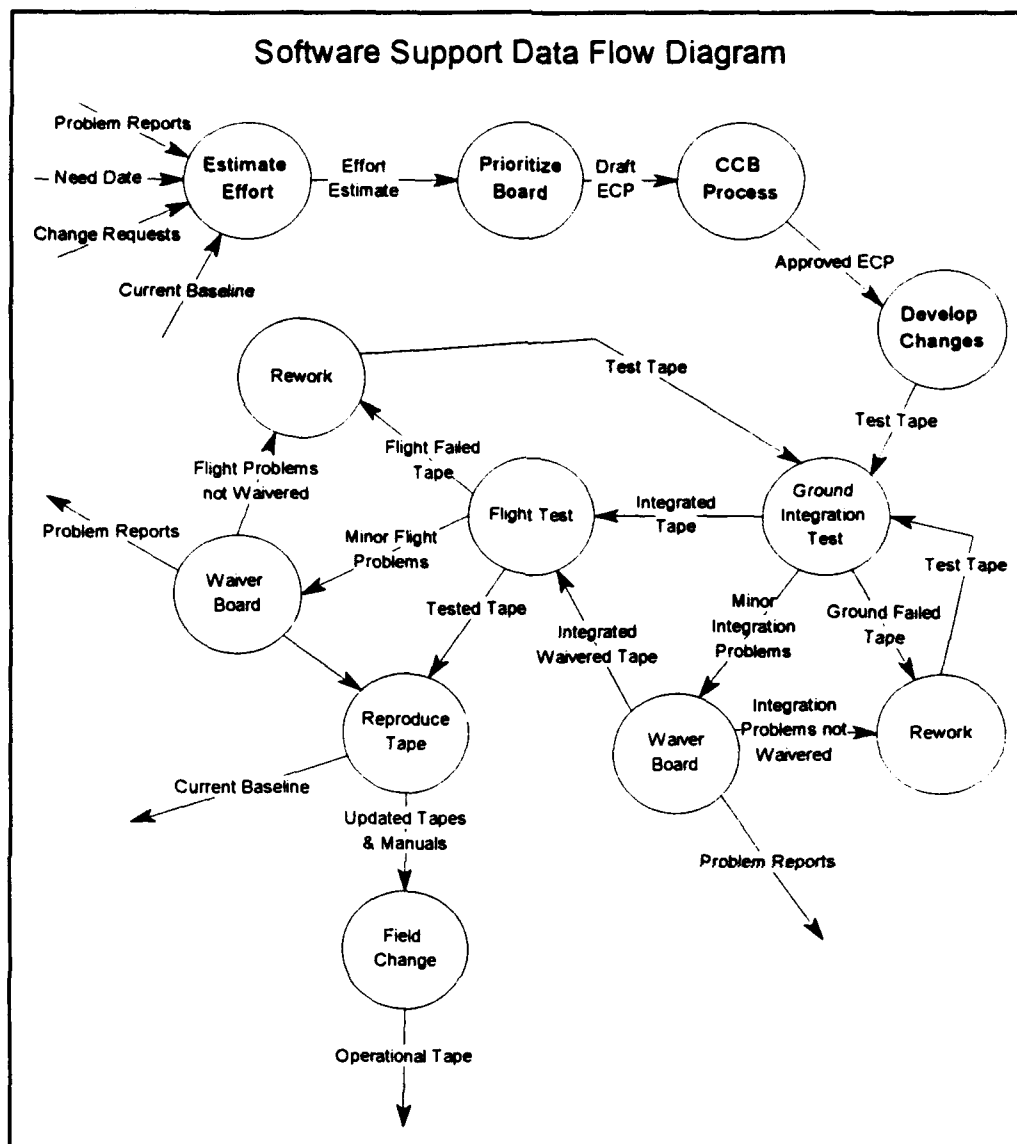 Software Support Data Flow Diagram
Problem Reports
Need Date
Change Requests
Current Baseline
Estimate
Effort
Effort
Estimate
Prioritize
Board
Draft
ECP
CCB
Process
Approved ECP
Develop
Changes
Test Tape
Rework
Test Tape
Flight Failed
Tape
Flight Problems
not Waivered
Problem Reports
Waiver
Board
Minor Flight
Problems
Flight Test
Integrated
Tape
Ground
Integration
Test
Test Tape
Tested Tape
Integrated
Waivered Tape
Minor
Integration
Problems
Ground Failed
Tape
Reproduce
Tape
Waiver
Board
Integration
Problems not
Waivered
Rework
Current Baseline
Updated Tapes
& Manuals
Problem Reports
Field
Change
Operational Tape